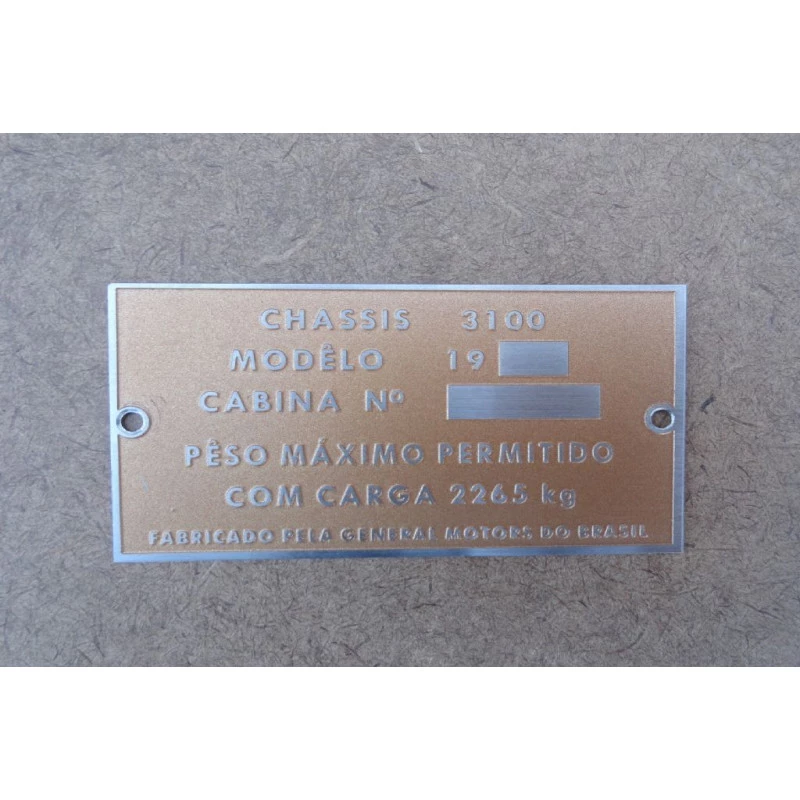 CHASSIS 3100
MODÊLO 19
CABINA Nº
PÊSO MÁXIMO PERMITIDO
COM CARGA 2265 kg
FABRICADO PELA GENERAL MOTORS DO BRASIL